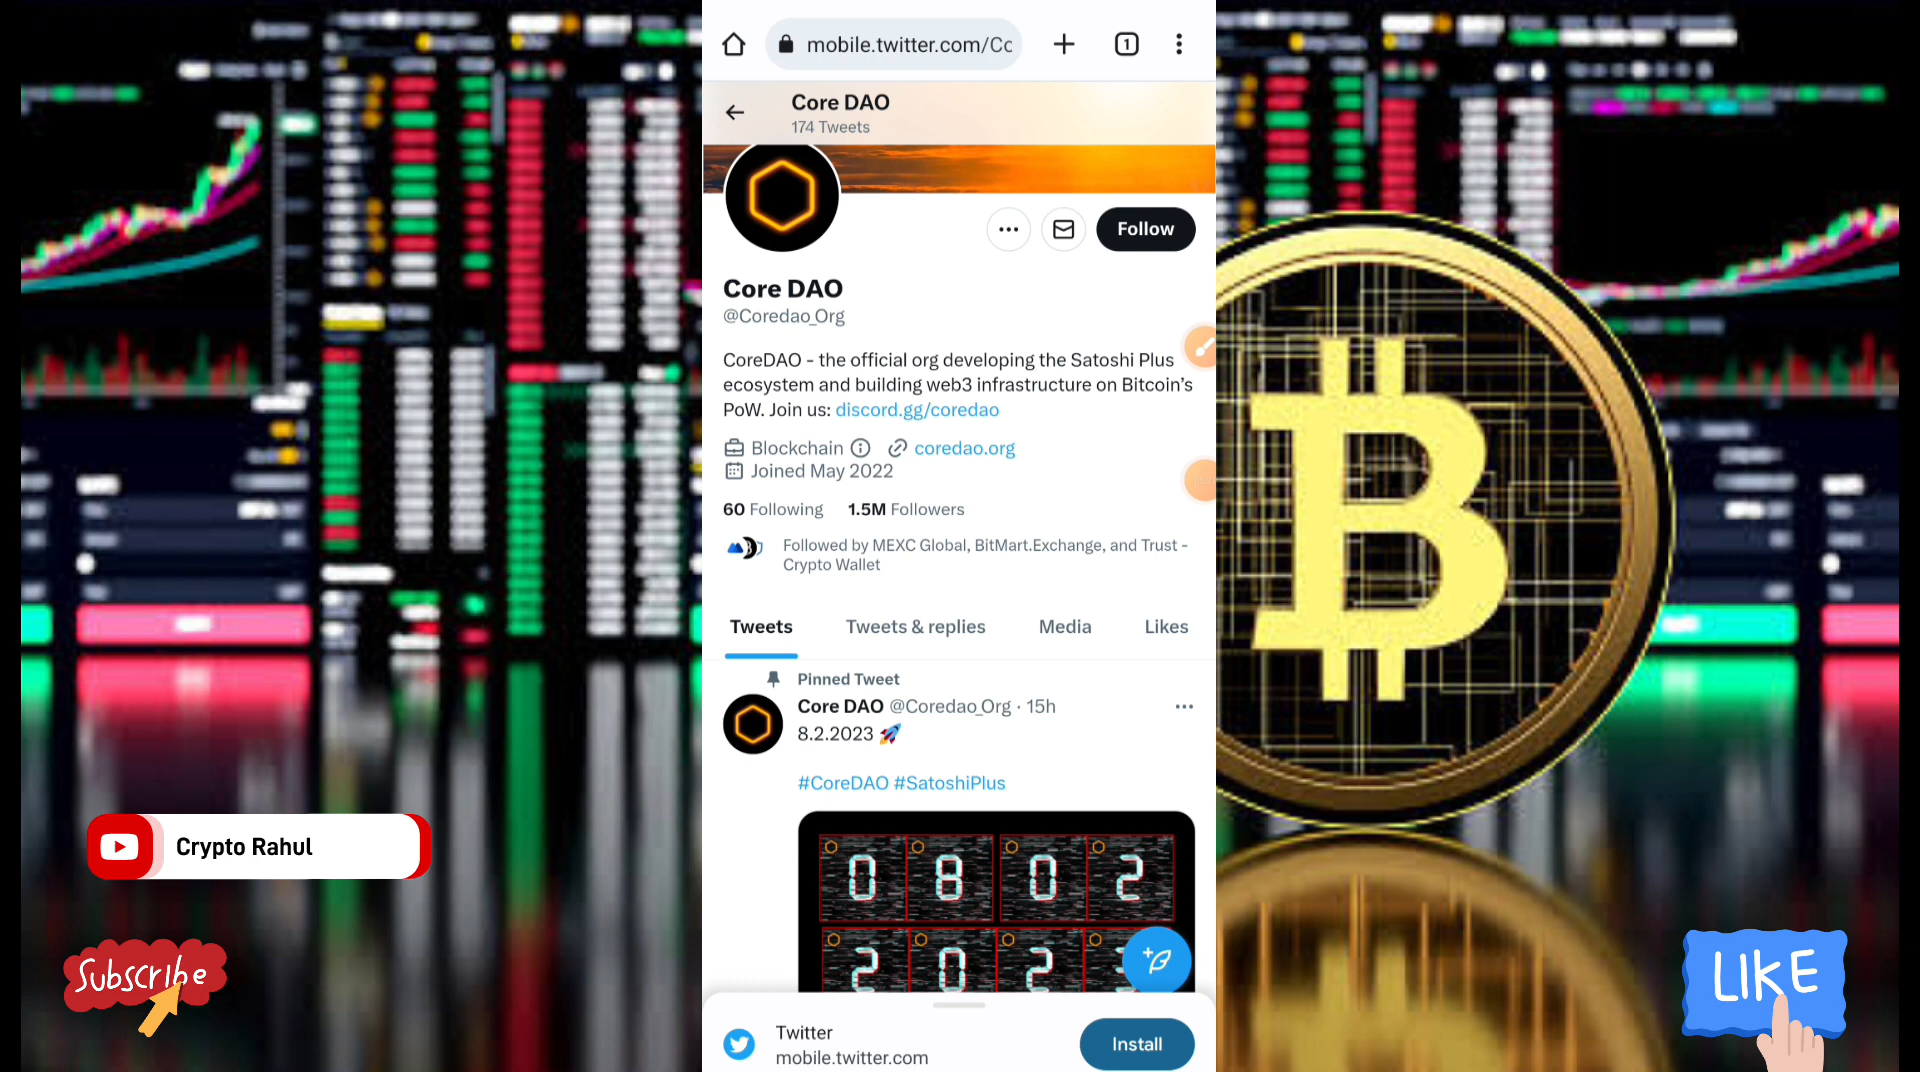 mobile.twitter.com/Cc
1
Core DAO
174 Tweets
Follow
Core DAO
@Coredao_Org
CoreDAO - the official org developing the Satoshi Plus
ecosystem and building web3 infrastructure on Bitcoin's
PoW. Join us: discord.gg/coredao
Blockchain coredao.org
Joined May 2022
60 Following 1.5M Followers
Followed by MEXC Global, BitMart.Exchange, and Trust -
Crypto Wallet
Tweets Tweets & replies Media Likes
Pinned Tweet
Core DAO @Coredao_Org · 15h
8.2.2023 🚀
#CoreDAO #SatoshiPlus
0 8 0 2
2 0 2
Twitter
mobile.twitter.com
Install
Crypto Rahul
Subscribe
LIKE